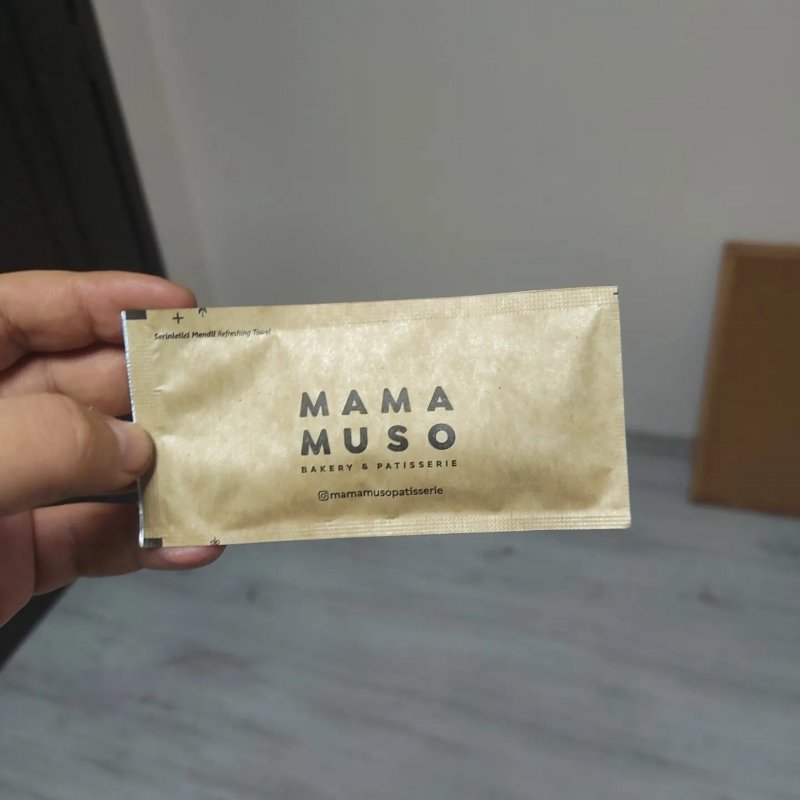 Serinletici Mendil Refreshing Towel
MAMA
MUSO
BAKERY & PATISSERIE
mamamusopatisserie